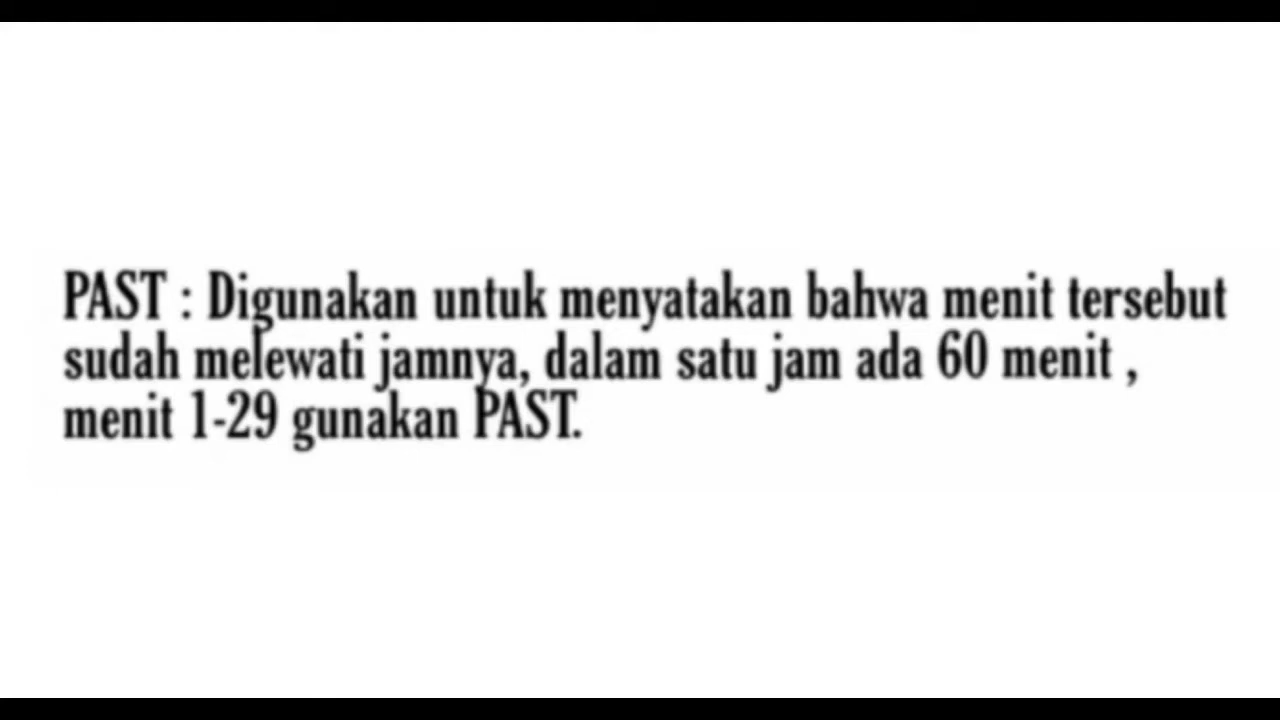 PAST : Digunakan untuk menyatakan bahwa menit tersebut
sudah melewati jamnya, dalam satu jam ada 60 menit ,
menit 1-29 gunakan PAST.